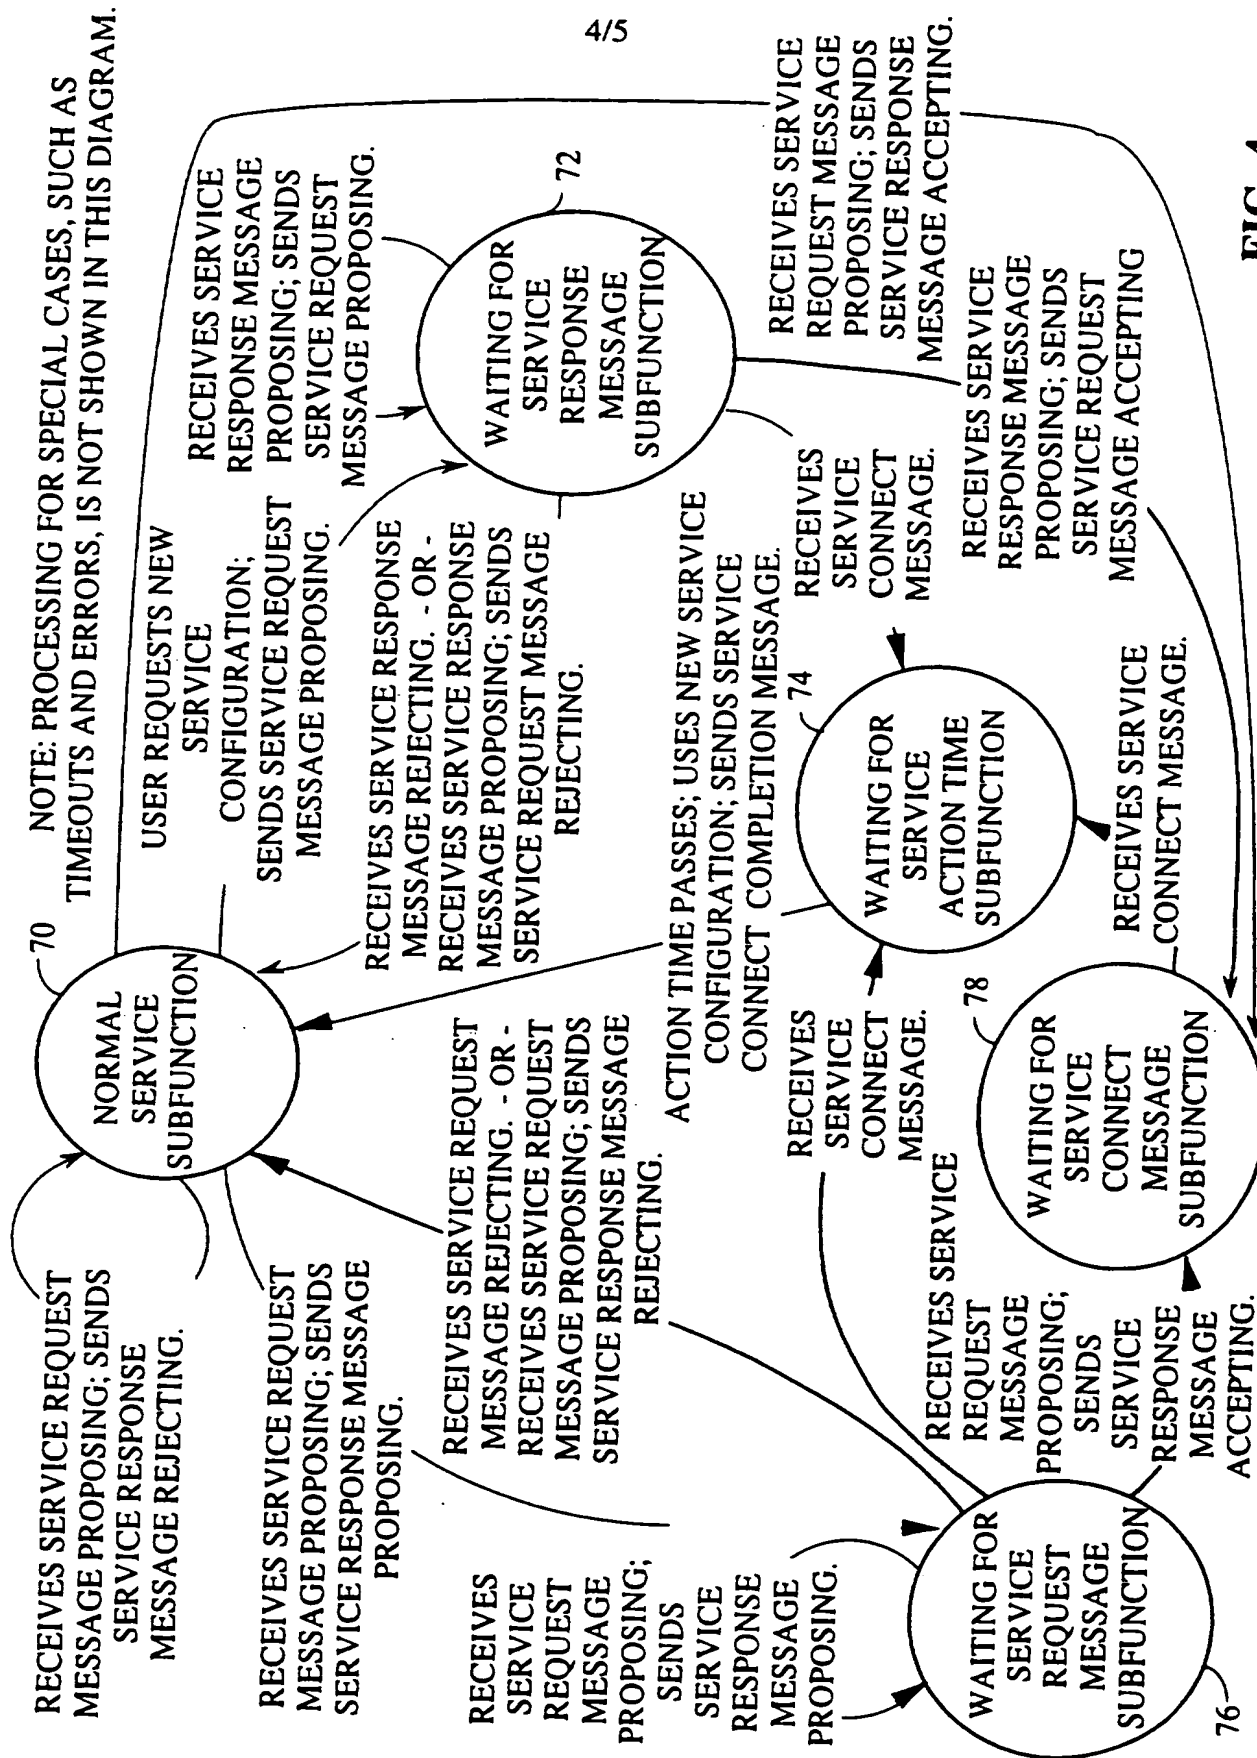 4/5
NOTE: PROCESSING FOR SPECIAL CASES, SUCH AS
TIMEOUTS AND ERRORS, IS NOT SHOWN IN THIS DIAGRAM.
RECEIVES SERVICE REQUEST
MESSAGE PROPOSING; SENDS
SERVICE RESPONSE
MESSAGE REJECTING.
70
NORMAL
SERVICE
SUBFUNCTION
USER REQUESTS NEW
SERVICE
CONFIGURATION;
SENDS SERVICE REQUEST
MESSAGE PROPOSING.
RECEIVES SERVICE
RESPONSE MESSAGE
PROPOSING; SENDS
SERVICE REQUEST
MESSAGE PROPOSING.
RECEIVES SERVICE REQUEST
MESSAGE PROPOSING; SENDS
SERVICE RESPONSE MESSAGE
PROPOSING.
RECEIVES SERVICE RESPONSE
MESSAGE REJECTING. - OR -
RECEIVES SERVICE RESPONSE
MESSAGE PROPOSING; SENDS
SERVICE REQUEST MESSAGE
REJECTING.
72
WAITING FOR
SERVICE
RESPONSE
MESSAGE
SUBFUNCTION
RECEIVES SERVICE REQUEST
MESSAGE REJECTING. - OR -
RECEIVES SERVICE REQUEST
MESSAGE PROPOSING; SENDS
SERVICE RESPONSE MESSAGE
REJECTING.
ACTION TIME PASSES; USES NEW SERVICE
CONFIGURATION; SENDS SERVICE
CONNECT COMPLETION MESSAGE.
RECEIVES
SERVICE
REQUEST
MESSAGE
PROPOSING;
SENDS
SERVICE
RESPONSE
MESSAGE
PROPOSING.
RECEIVES
SERVICE
CONNECT
MESSAGE.
74
WAITING FOR
SERVICE
ACTION TIME
SUBFUNCTION
RECEIVES
SERVICE
CONNECT
MESSAGE.
RECEIVES SERVICE
REQUEST MESSAGE
PROPOSING; SENDS
SERVICE RESPONSE
MESSAGE ACCEPTING.
RECEIVES SERVICE
RESPONSE MESSAGE
PROPOSING; SENDS
SERVICE REQUEST
MESSAGE ACCEPTING
WAITING FOR
SERVICE
REQUEST
MESSAGE
SUBFUNCTION
76
RECEIVES SERVICE
REQUEST
MESSAGE
PROPOSING;
SENDS
SERVICE
RESPONSE
MESSAGE
ACCEPTING.
78
WAITING FOR
SERVICE
CONNECT
MESSAGE
SUBFUNCTION
RECEIVES SERVICE
CONNECT MESSAGE.